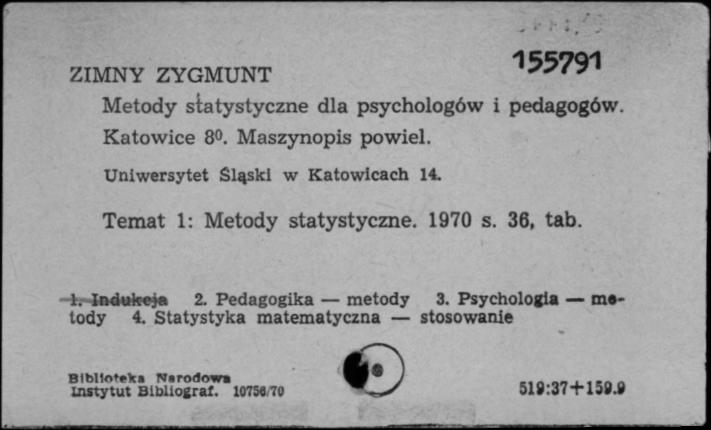 155791
ZIMNY ZYGMUNT
Metody statystyczne dla psychologów i pedagogów.
Katowice 8º. Maszynopis powiel.
Uniwersytet Śląski w Katowicach 14.
Temat 1: Metody statystyczne. 1970 s. 36, tab.
1. Indukcja 2. Pedagogika — metody 3. Psychologia — me-
tody 4. Statystyka matematyczna — stosowanie
Biblioteka Narodowa
Instytut Bibliograf. 10756/70
519:37+159.9